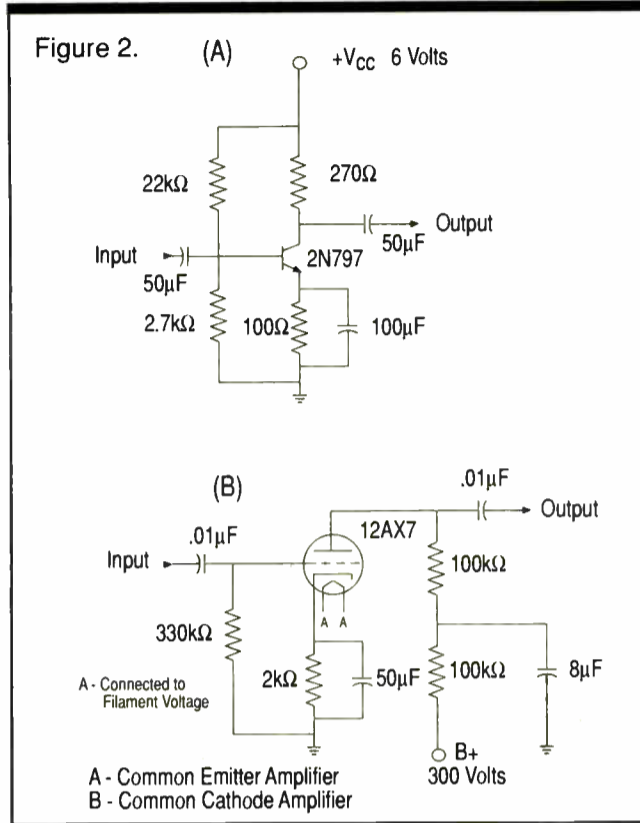 Figure 2.
(A)
+VCC 6 Volts
22kΩ
270Ω
Input
50µF
Output
50µF
2N797
2.7kΩ
100Ω
100µF
(B)
.01µF
Output
12AX7
.01µF
Input
100kΩ
A A
330kΩ
2kΩ
50µF
100kΩ
8µF
A - Connected to
Filament Voltage
B+
300 Volts
A - Common Emitter Amplifier
B - Common Cathode Amplifier